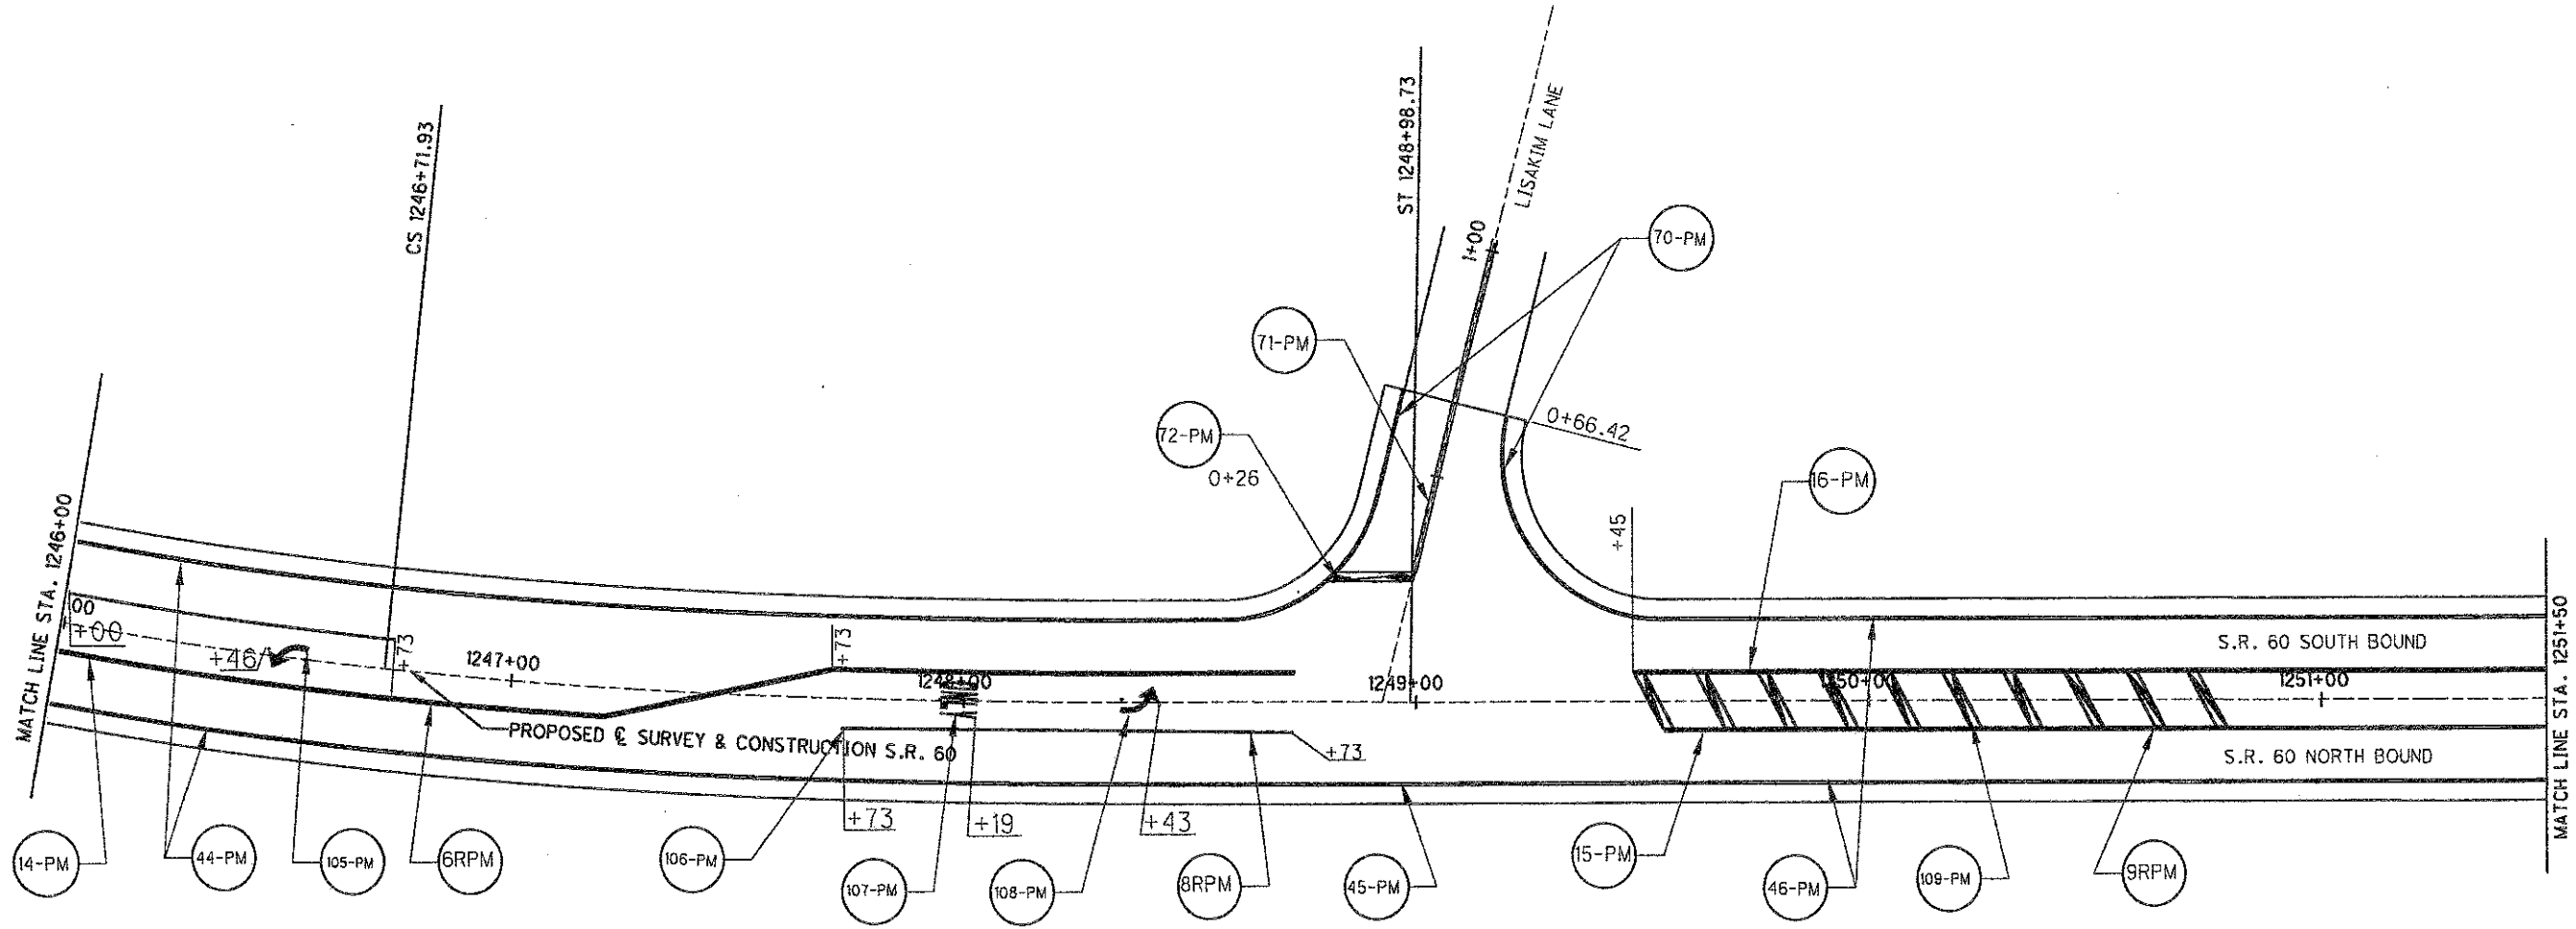 MATCH LINE STA. 1246+00
CS 1246+71.93
ST 1248+98.73
LISAKIM LANE
1+00
70-PM
71-PM
72-PM
0+26
0+66.42
16-PM
+45
00
+00
+46
+73
1247+00
+73
1248+00
1249+00
1250+00
1251+00
S.R. 60 SOUTH BOUND
S.R. 60 NORTH BOUND
PROPOSED ℄ SURVEY & CONSTRUCTION S.R. 60
+73
+73
+19
+43
14-PM
44-PM
105-PM
6RPM
106-PM
107-PM
108-PM
8RPM
45-PM
15-PM
46-PM
109-PM
9RPM
MATCH LINE STA. 1251+50